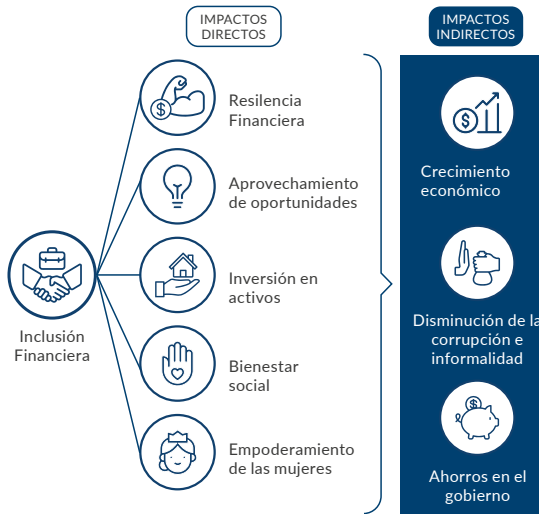 IMPACTOS
DIRECTOS
IMPACTOS
INDIRECTOS
Resilencia
Financiera
Aprovechamiento
de oportunidades
Inversión en
activos
Bienestar
social
Empoderamiento
de las mujeres
Inclusión
Financiera
Crecimiento
económico
Disminución de la
corrupción e
informalidad
Ahorros en el
gobierno
$
$
$